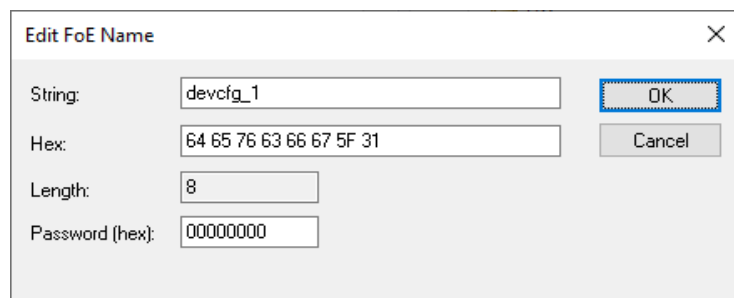 Edit FoE Name
String: devcfg_1 OK
Hex: 64 65 76 63 66 67 5F 31 Cancel
Length: 8
Password (hex): 00000000